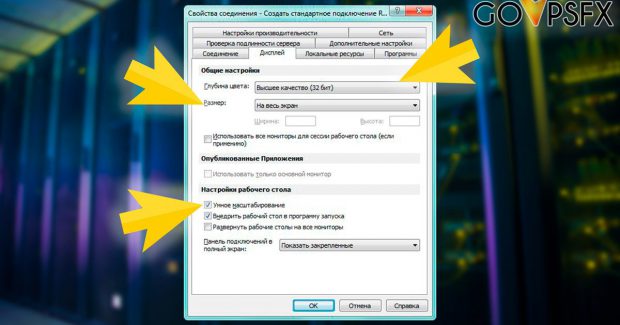 GOVPSFX
Свойства соединения - Создать стандартное подключение R...
Настройки производительности
Сеть
Проверка подлинности сервера
Дополнительные настройки
Соединение
Дисплей
Локальные ресурсы
Программы
Общие настройки
Глубина цвета:
Высшее качество (32 бит)
Размер:
На весь экран
Ширина:
Высота:
Использовать все мониторы для сессии рабочего стола (если
применимо)
Опубликованные Приложения
Использовать только основной монитор
Настройки рабочего стола
Умное масштабирование
Внедрить рабочий стол в программу запуска
Развернуть рабочие столы на все мониторы
Панель подключений в
полный экран:
Показать закрепленные
OK
Отмена
Справка